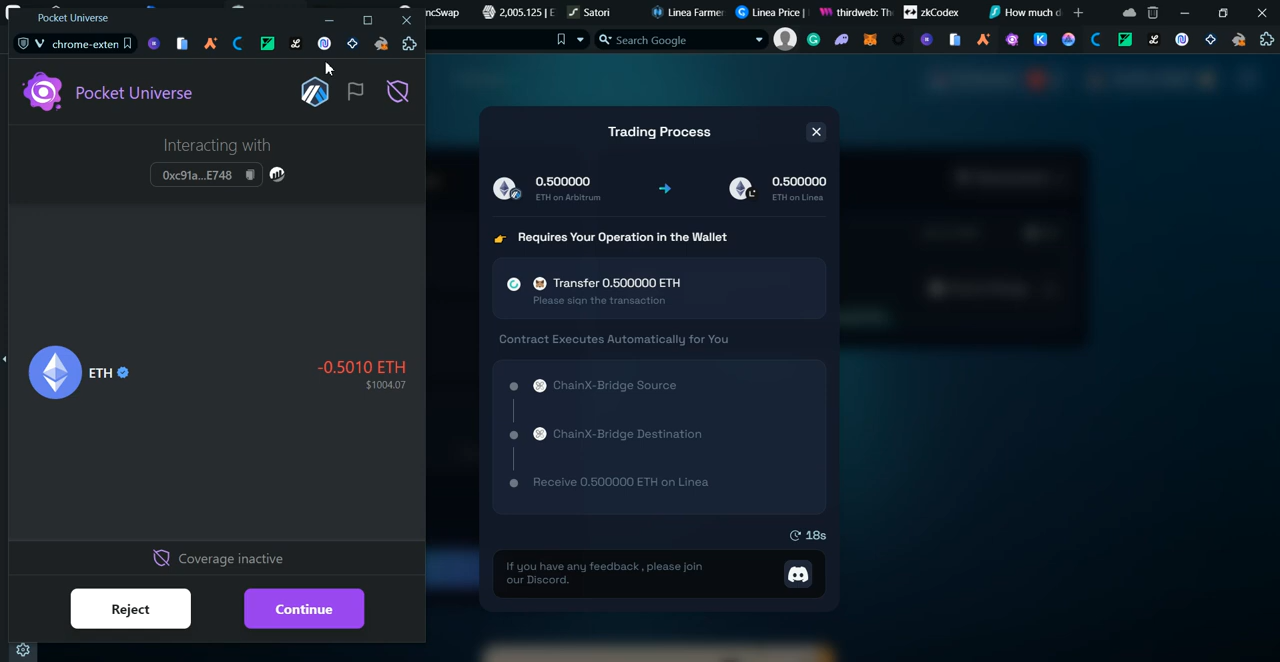 Pocket Universe
chrome-exten
ncSwap
2,005.125 | E
Satori
Linea Farmer
Linea Price |
thirdweb: Th
zkCodex
How much d
Search Google
Pocket Universe
Interacting with
0xc91a...E748
ETH
-0.5010 ETH
$1004.07
Coverage inactive
Reject
Continue
Trading Process
0.500000
ETH on Arbitrum
0.500000
ETH on Linea
Requires Your Operation in the Wallet
Transfer 0.500000 ETH
Please sign the transaction
Contract Executes Automatically for You
ChainX-Bridge Source
ChainX-Bridge Destination
Receive 0.500000 ETH on Linea
18s
If you have any feedback , please join
our Discord.